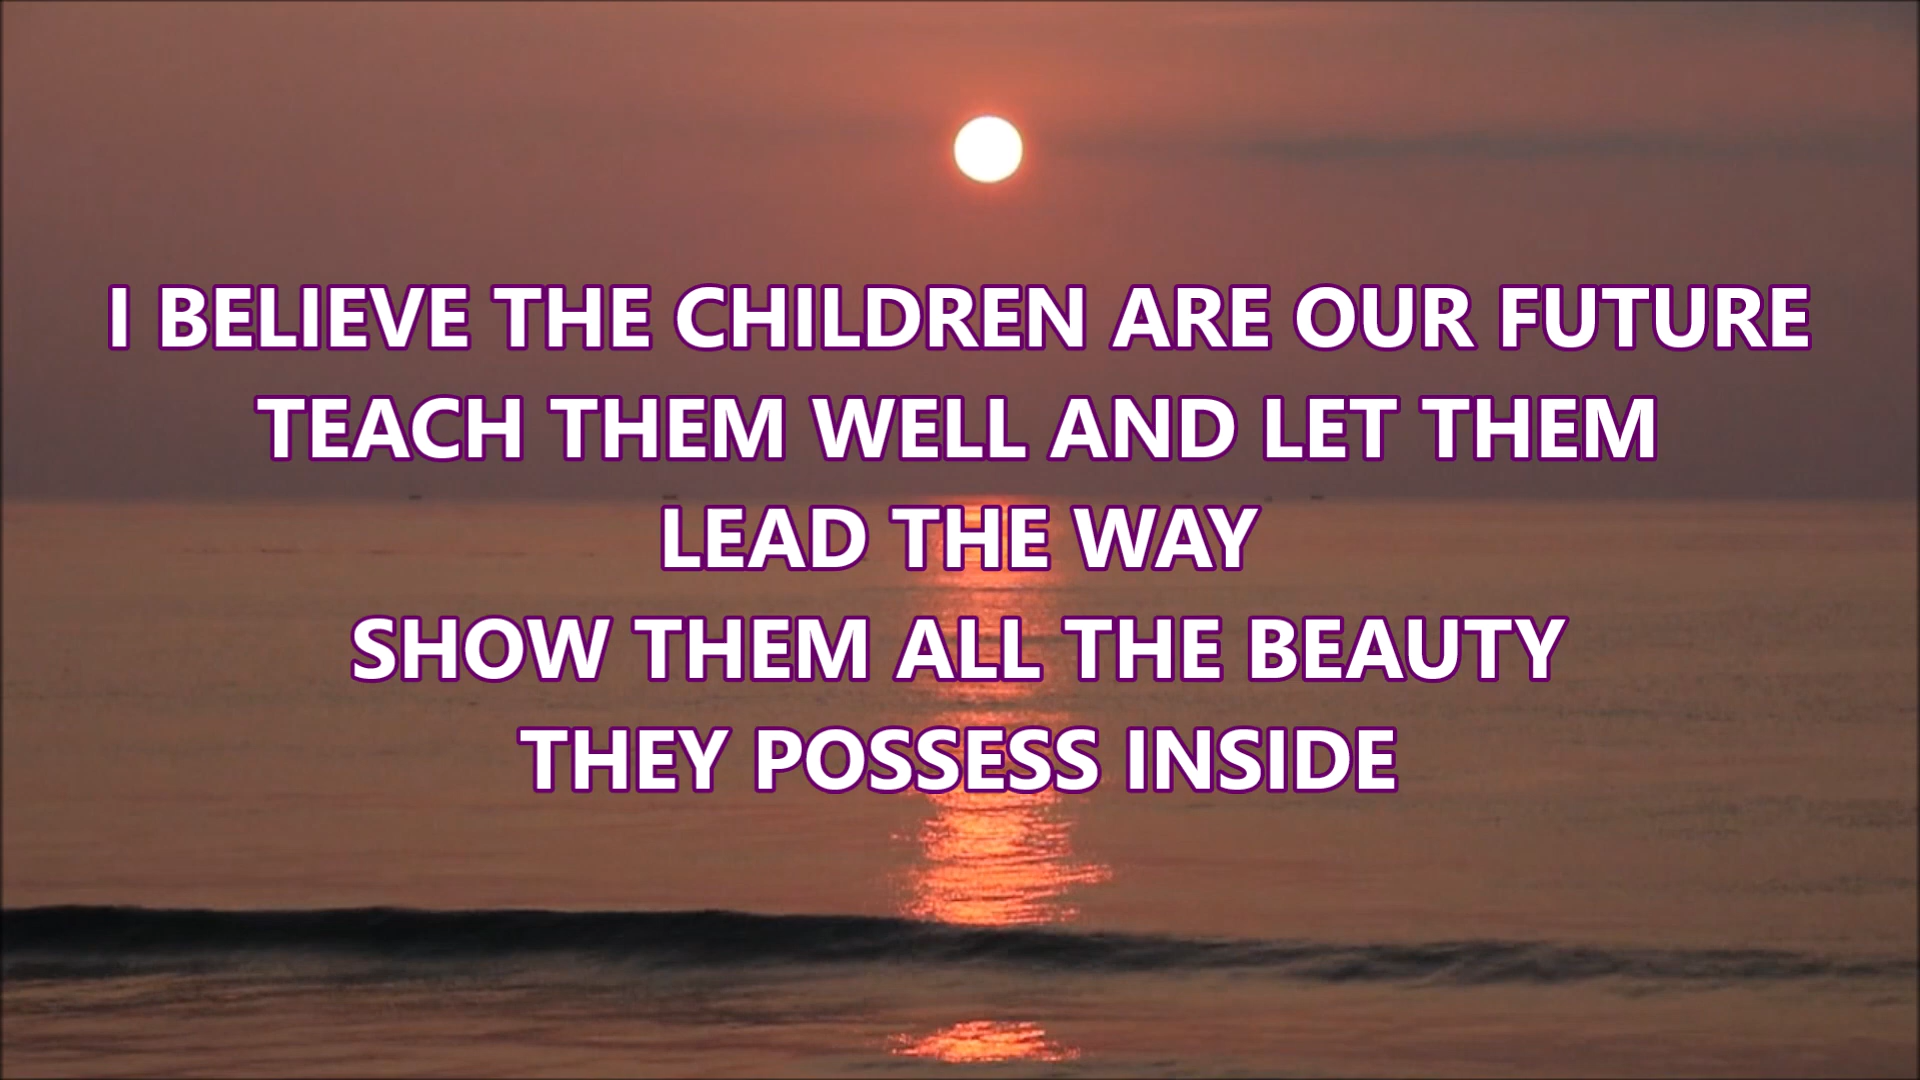 I BELIEVE THE CHILDREN ARE OUR FUTURE
TEACH THEM WELL AND LET THEM
LEAD THE WAY
SHOW THEM ALL THE BEAUTY
THEY POSSESS INSIDE